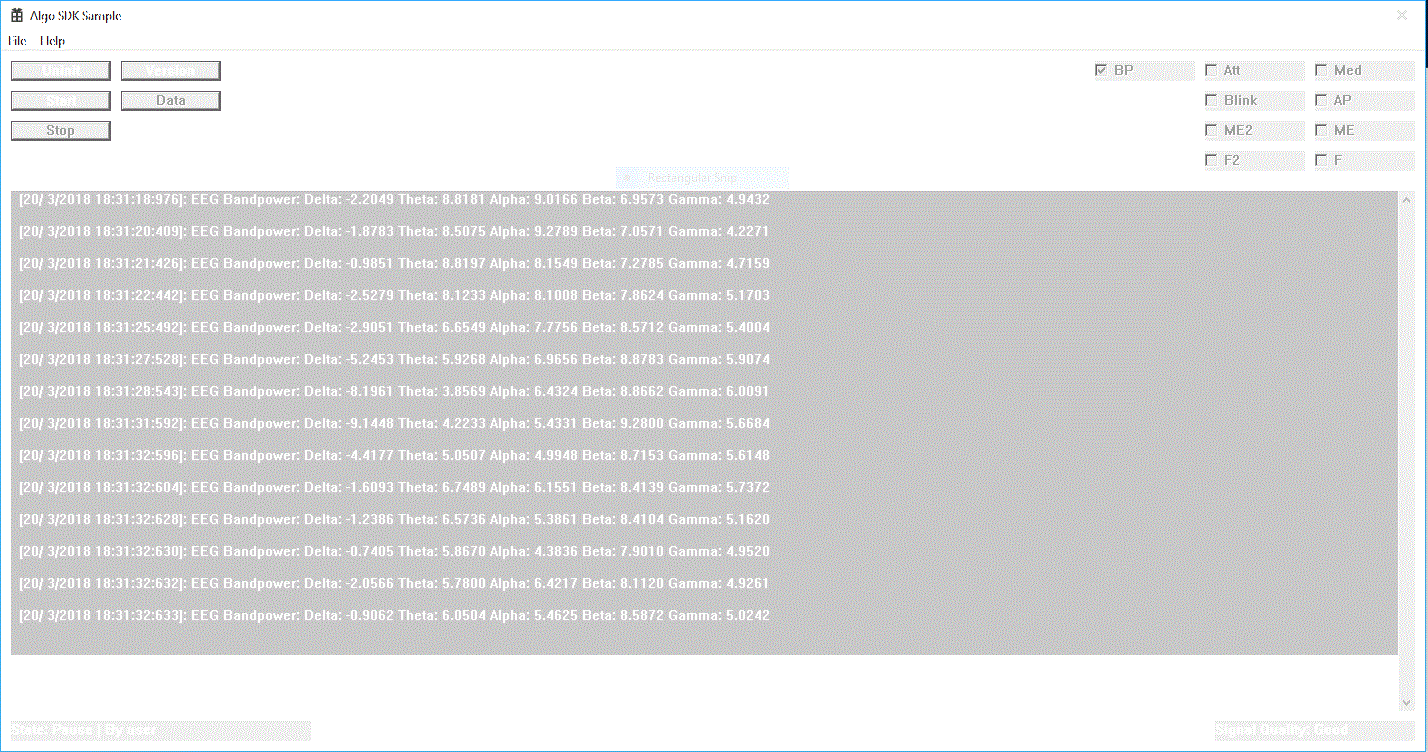 Algo SDK Sample
File Help
Version BP Att Med
Start Data Blink AP
Stop ME2 ME
F2 F
Rectangular Snip
[20/ 3/2018 18:31:18:976]: EEG Bandpower: Delta: -2.2049 Theta: 8.8181 Alpha: 9.0166 Beta: 6.9573 Gamma: 4.9432
[20/ 3/2018 18:31:20:409]: EEG Bandpower: Delta: -1.8783 Theta: 8.5075 Alpha: 9.2789 Beta: 7.0571 Gamma: 4.2271
[20/ 3/2018 18:31:21:426]: EEG Bandpower: Delta: -0.9851 Theta: 8.8197 Alpha: 8.1549 Beta: 7.2785 Gamma: 4.7159
[20/ 3/2018 18:31:22:442]: EEG Bandpower: Delta: -2.5279 Theta: 8.1233 Alpha: 8.1008 Beta: 7.8624 Gamma: 5.1703
[20/ 3/2018 18:31:25:492]: EEG Bandpower: Delta: -2.9051 Theta: 6.6549 Alpha: 7.7756 Beta: 8.5712 Gamma: 5.4004
[20/ 3/2018 18:31:27:528]: EEG Bandpower: Delta: -5.2453 Theta: 5.9268 Alpha: 6.9656 Beta: 8.8783 Gamma: 5.9074
[20/ 3/2018 18:31:28:543]: EEG Bandpower: Delta: -8.1961 Theta: 3.8569 Alpha: 6.4324 Beta: 8.8662 Gamma: 6.0091
[20/ 3/2018 18:31:31:592]: EEG Bandpower: Delta: -9.1448 Theta: 4.2233 Alpha: 5.4331 Beta: 9.2800 Gamma: 5.6684
[20/ 3/2018 18:31:32:596]: EEG Bandpower: Delta: -4.4177 Theta: 5.0507 Alpha: 4.9948 Beta: 8.7153 Gamma: 5.6148
[20/ 3/2018 18:31:32:604]: EEG Bandpower: Delta: -1.6093 Theta: 6.7489 Alpha: 6.1551 Beta: 8.4139 Gamma: 5.7372
[20/ 3/2018 18:31:32:628]: EEG Bandpower: Delta: -1.2386 Theta: 6.5736 Alpha: 5.3861 Beta: 8.4104 Gamma: 5.1620
[20/ 3/2018 18:31:32:630]: EEG Bandpower: Delta: -0.7405 Theta: 5.8670 Alpha: 4.3836 Beta: 7.9010 Gamma: 4.9520
[20/ 3/2018 18:31:32:632]: EEG Bandpower: Delta: -2.0566 Theta: 5.7800 Alpha: 6.4217 Beta: 8.1120 Gamma: 4.9261
[20/ 3/2018 18:31:32:633]: EEG Bandpower: Delta: -0.9062 Theta: 6.0504 Alpha: 5.4625 Beta: 8.5872 Gamma: 5.0242
State: Pause | By user Signal Quality: Good